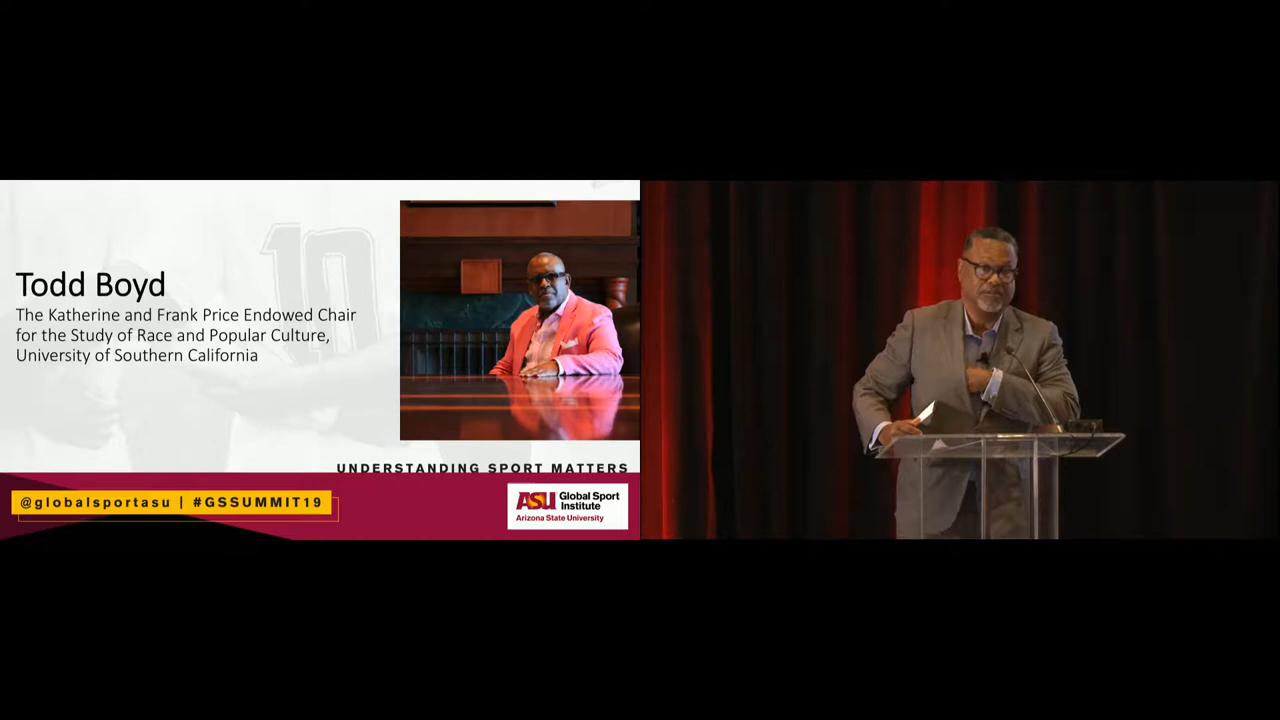 10
Todd Boyd
The Katherine and Frank Price Endowed Chair
for the Study of Race and Popular Culture,
University of Southern California
UNDERSTANDING SPORT MATTERS
@globalsportasu | #GSSUMMIT19
ASU Global Sport
Institute
Arizona State University